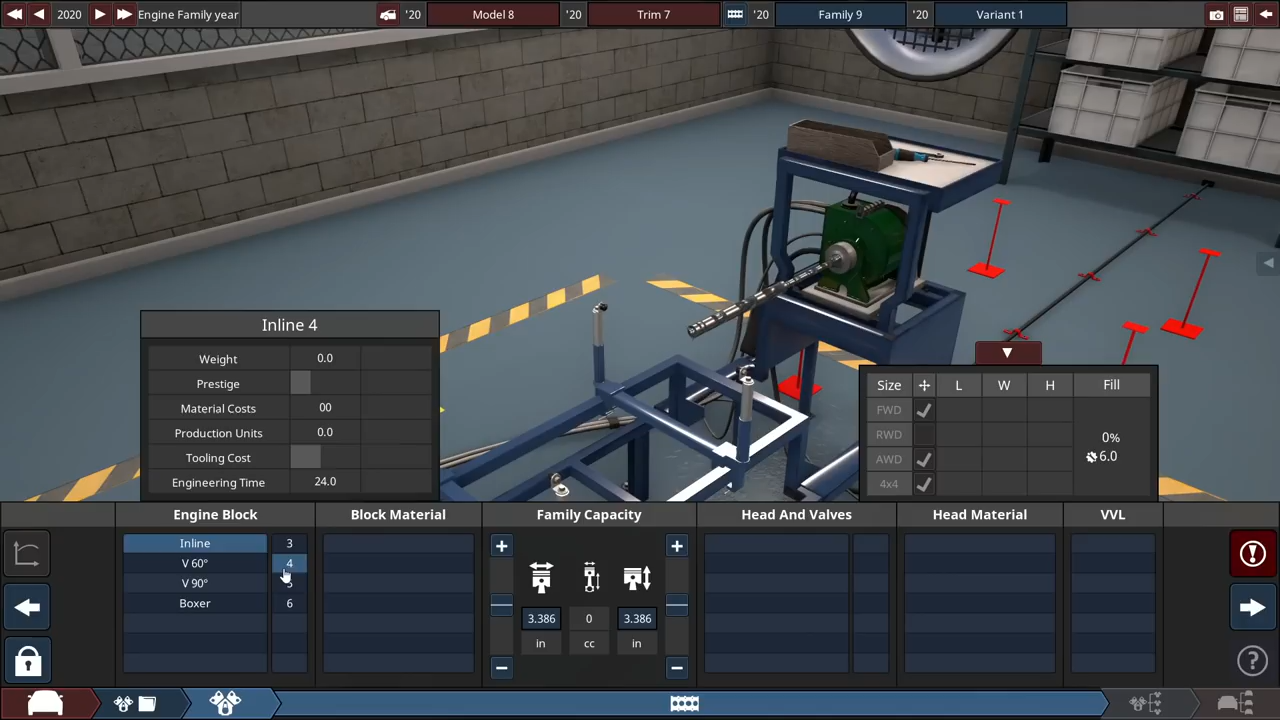 2020 Engine Family year '20 Model 8 '20 Trim 7 '20 Family 9 '20 Variant 1
Inline 4
Weight 0.0
Prestige
Material Costs 00
Production Units 0.0
Tooling Cost
Engineering Time 24.0
Size L W H Fill
FWD
RWD
AWD
4x4
0%
6.0
Engine Block Block Material Family Capacity Head And Valves Head Material VVL
Inline 3
V 60° 4
V 90°
Boxer 6
3.386 0 3.386
in cc in